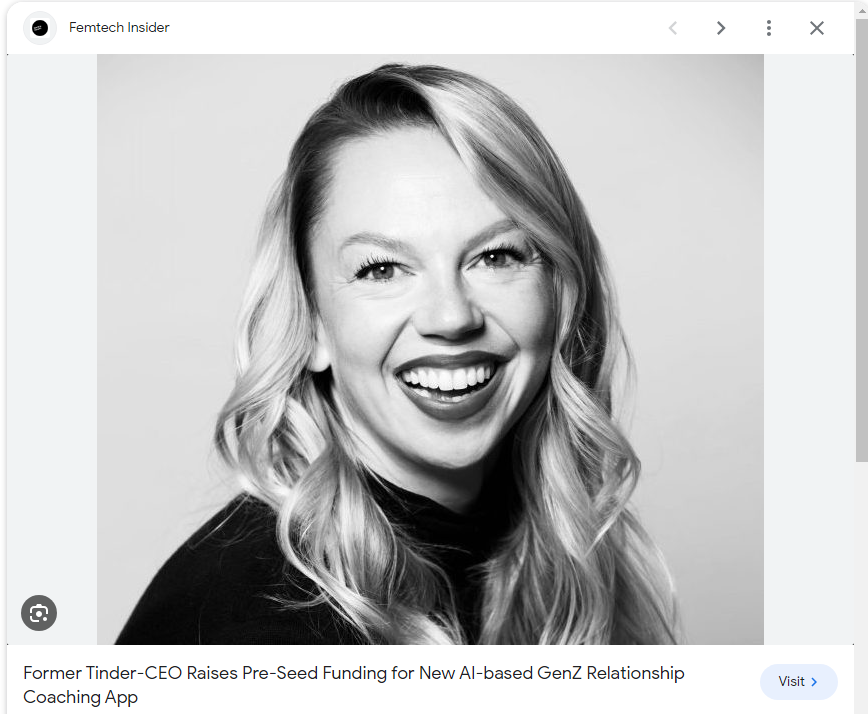 Femtech Insider
Former Tinder-CEO Raises Pre-Seed Funding for New AI-based GenZ Relationship
Coaching App
Visit